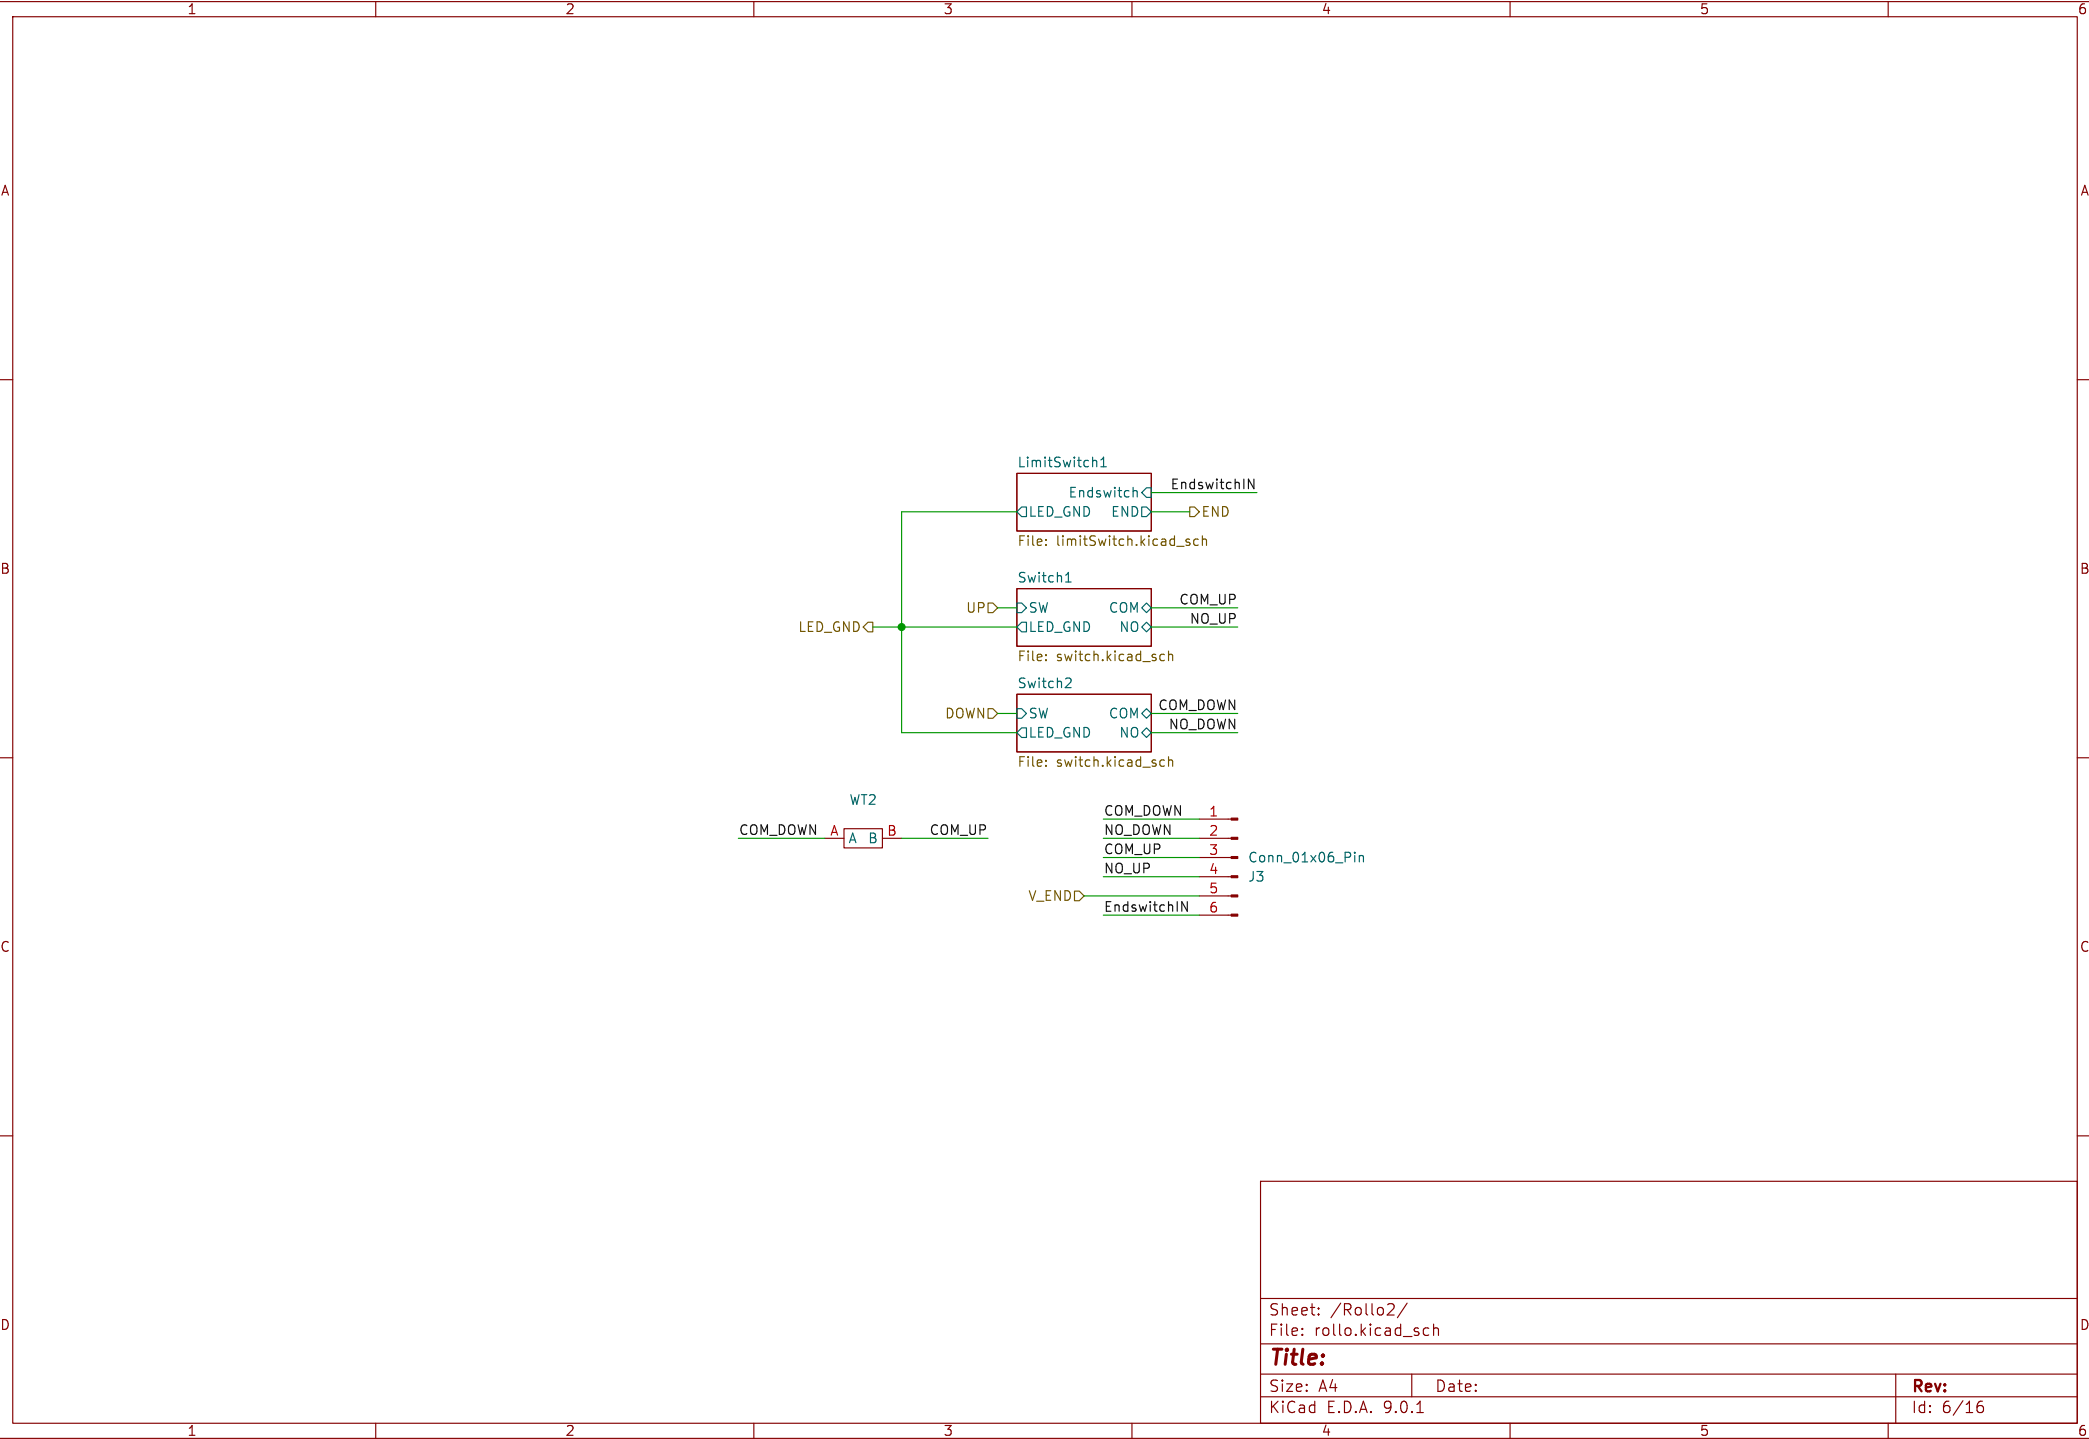 1 2 3 4 5 6
A A
LimitSwitch1
Endswitch EndswitchIN
LED_GND END END
File: limitSwitch.kicad_sch
B B
Switch1
UP SW COM COM_UP
LED_GND LED_GND NO NO_UP
File: switch.kicad_sch
Switch2
DOWN SW COM COM_DOWN
LED_GND NO NO_DOWN
File: switch.kicad_sch
WT2
COM_DOWN A A B B COM_UP
COM_DOWN 1
NO_DOWN 2
COM_UP 3
Conn_01x06_Pin
NO_UP 4
J3
V_END 5
EndswitchIN 6
C C
Sheet: /Rollo2/
File: rollo.kicad_sch
D D
Title:
Size: A4 Date: Rev:
KiCad E.D.A. 9.0.1 Id: 6/16
1 2 3 4 5 6